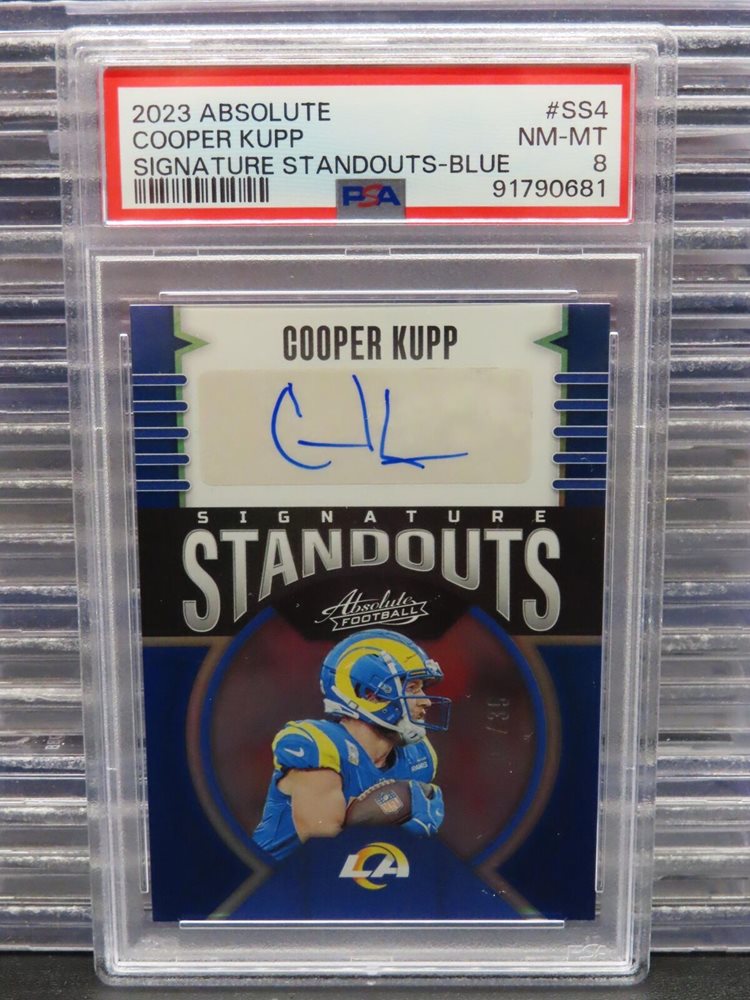 2023 ABSOLUTE #SS4
COOPER KUPP NM-MT
SIGNATURE STANDOUTS-BLUE 8
PSA 91790681
COOPER KUPP
SIGNATURE
STANDOUTS
Absolute
FOOTBALL
LA
PSA